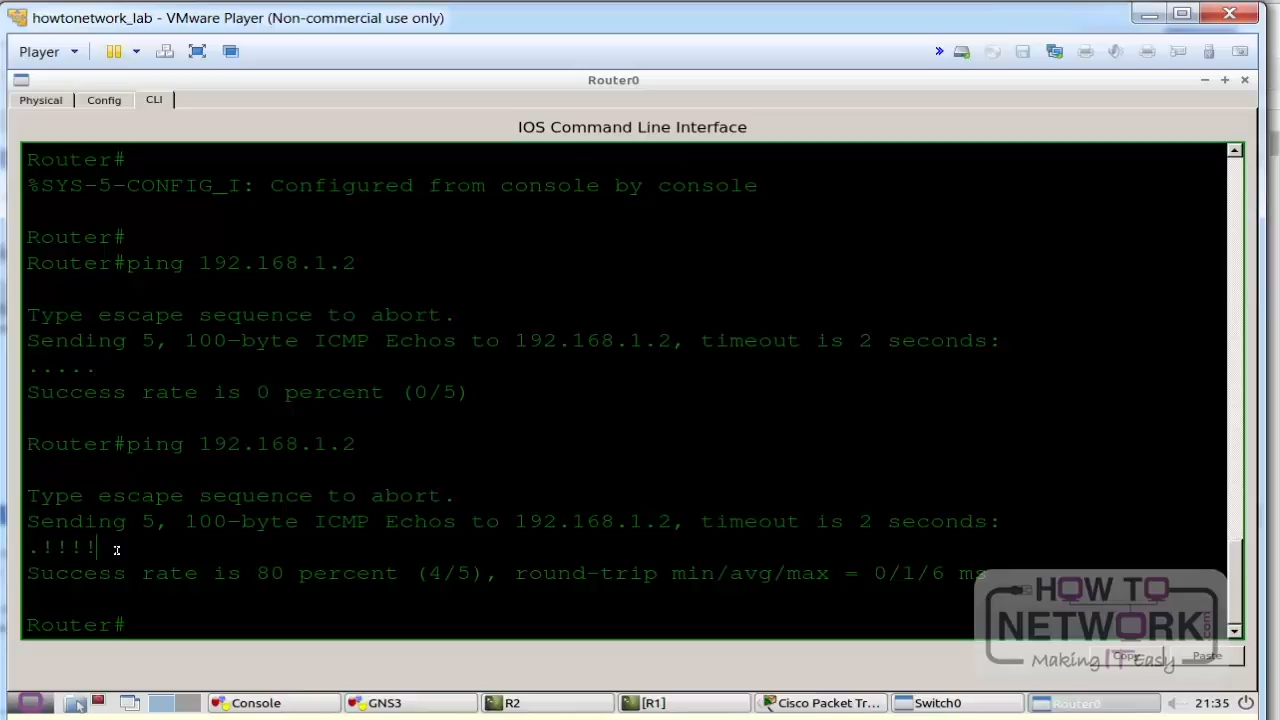 howtonetwork_lab - VMware Player (Non-commercial use only)
Player
»
Router0
Physical Config CLI
IOS Command Line Interface
Router#
%SYS-5-CONFIG_I: Configured from console by console
Router#
Router#ping 192.168.1.2
Type escape sequence to abort.
Sending 5, 100-byte ICMP Echos to 192.168.1.2, timeout is 2 seconds:
.....
Success rate is 0 percent (0/5)
Router#ping 192.168.1.2
Type escape sequence to abort.
Sending 5, 100-byte ICMP Echos to 192.168.1.2, timeout is 2 seconds:
.!!!!
Success rate is 80 percent (4/5), round-trip min/avg/max = 0/1/6 ms
Router#
HOW TO
NETWORK.com
Making IT Easy
Copy Paste
Console GNS3 R2 [R1] Cisco Packet Tr... Switch0 Router0 21:35